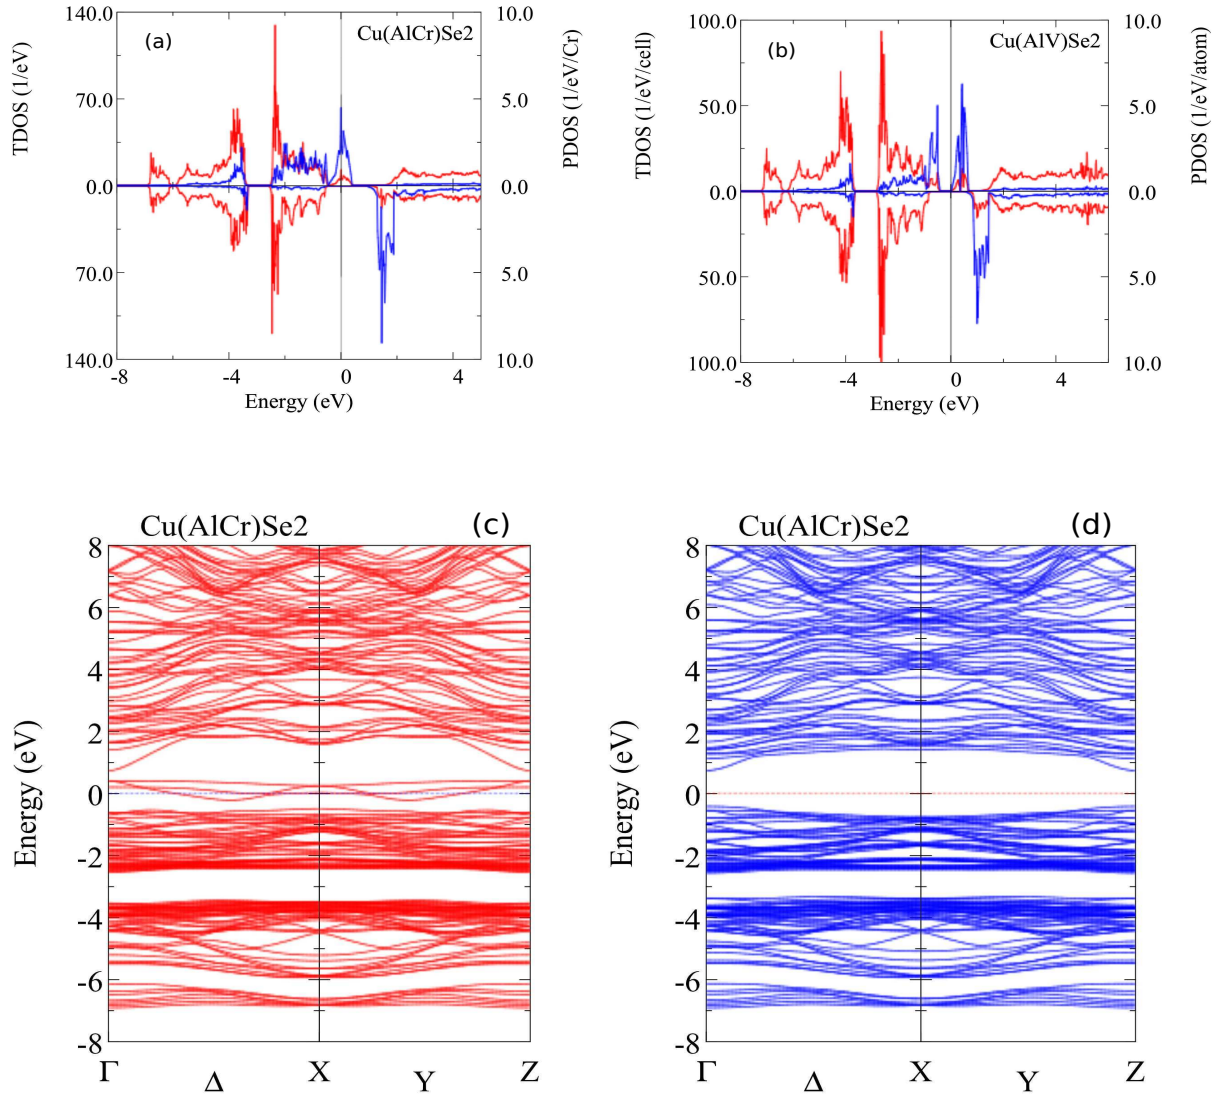 140.0
70.0
0.0
70.0
140.0
TDOS (1/eV)
(a)
Cu(AlCr)Se2
10.0
5.0
0.0
5.0
10.0
PDOS (1/eV/Cr)
-8
-4
0
4
Energy (eV)
100.0
50.0
0.0
50.0
100.0
TDOS (1/eV/cell)
(b)
Cu(AlV)Se2
10.0
5.0
0.0
5.0
10.0
PDOS (1/eV/atom)
-8
-4
0
4
Energy (eV)
Cu(AlCr)Se2
(c)
8
6
4
2
0
-2
-4
-6
-8
Energy (eV)
Γ
Δ
X
Y
Z
Cu(AlCr)Se2
(d)
8
6
4
2
0
-2
-4
-6
-8
Energy (eV)
Γ
Δ
X
Y
Z